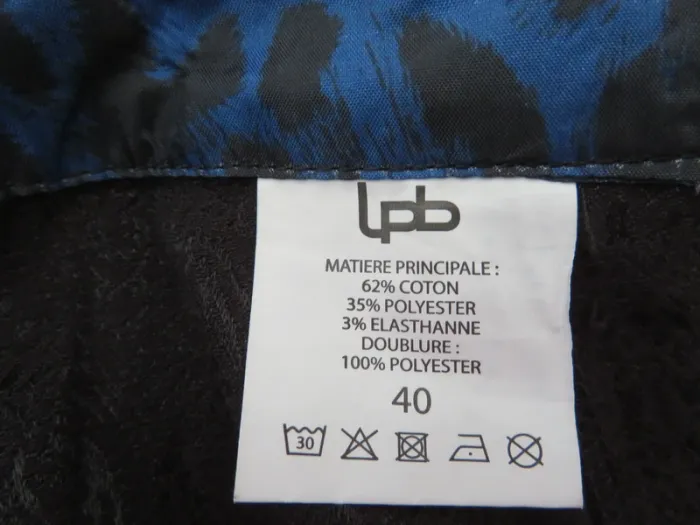 lpb
MATIERE PRINCIPALE :
62% COTON
35% POLYESTER
3% ELASTHANNE
DOUBLURE :
100% POLYESTER
40
30